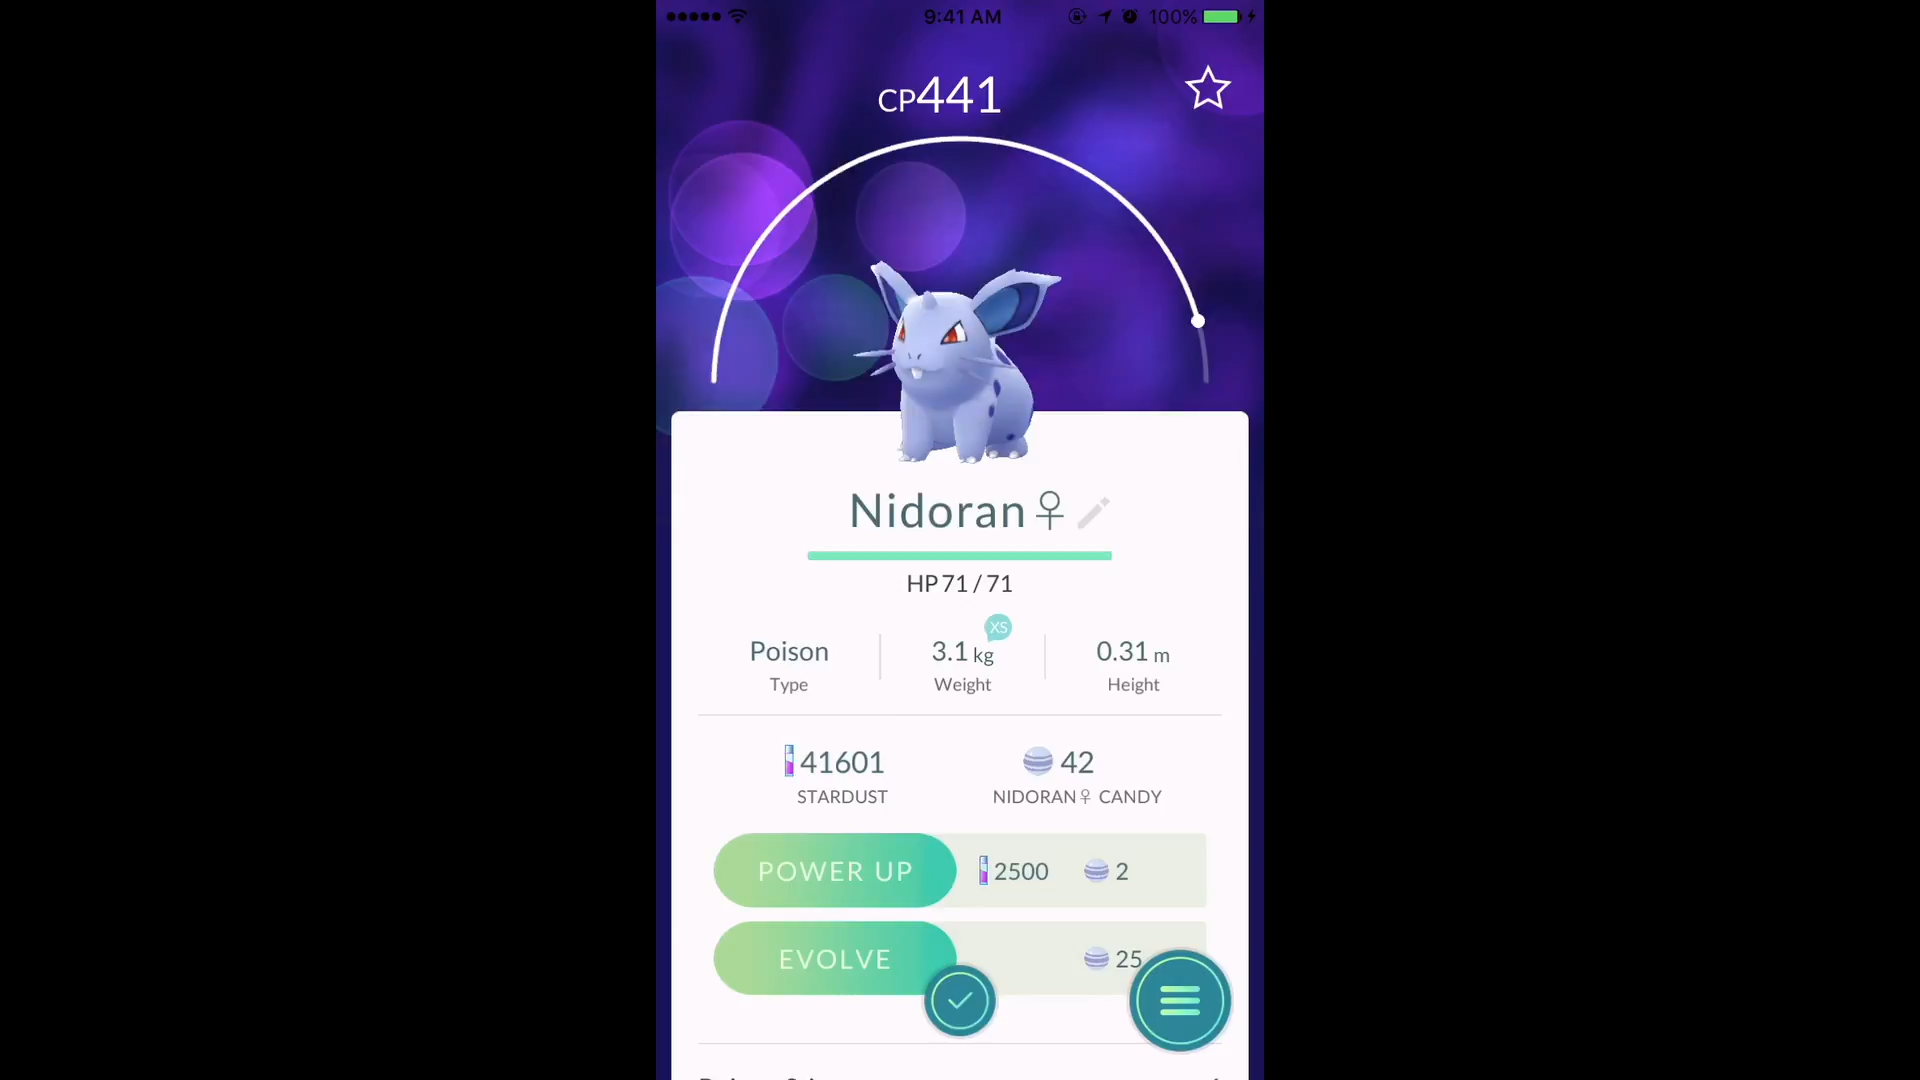 9:41 AM 100%
CP441
Nidoran♀
HP 71 / 71
XS
Poison 3.1 kg 0.31 m
Type Weight Height
41601 42
STARDUST NIDORAN♀ CANDY
POWER UP 2500 2
EVOLVE 25